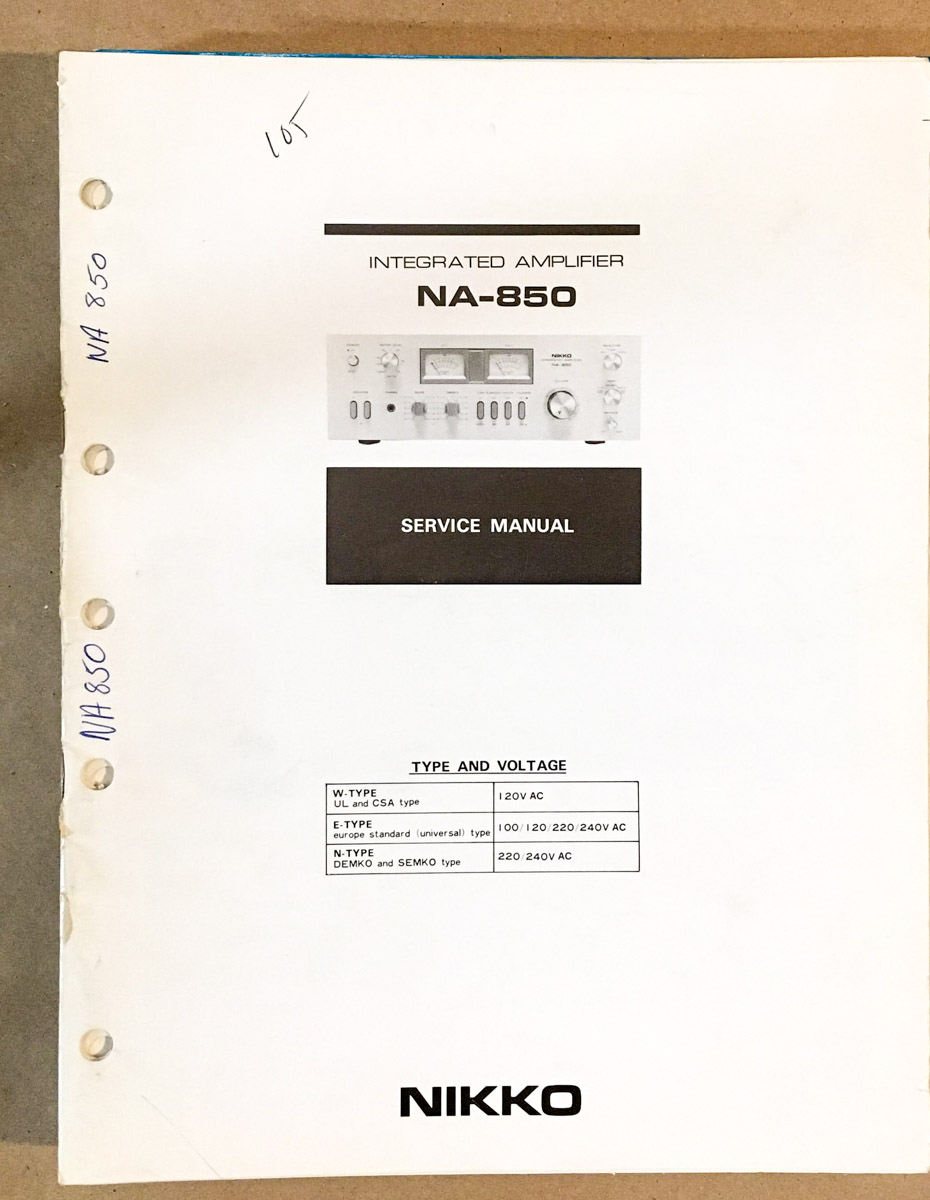 105
NA 850
INTEGRATED AMPLIFIER
NA-850
NIKKO
NA-850
SERVICE MANUAL
NA850
TYPE AND VOLTAGE
W-TYPE
UL and CSA type
120V AC
E-TYPE
europe standard (universal) type
100/120/220/240V AC
N-TYPE
DEMKO and SEMKO type
220/240V AC
NIKKO